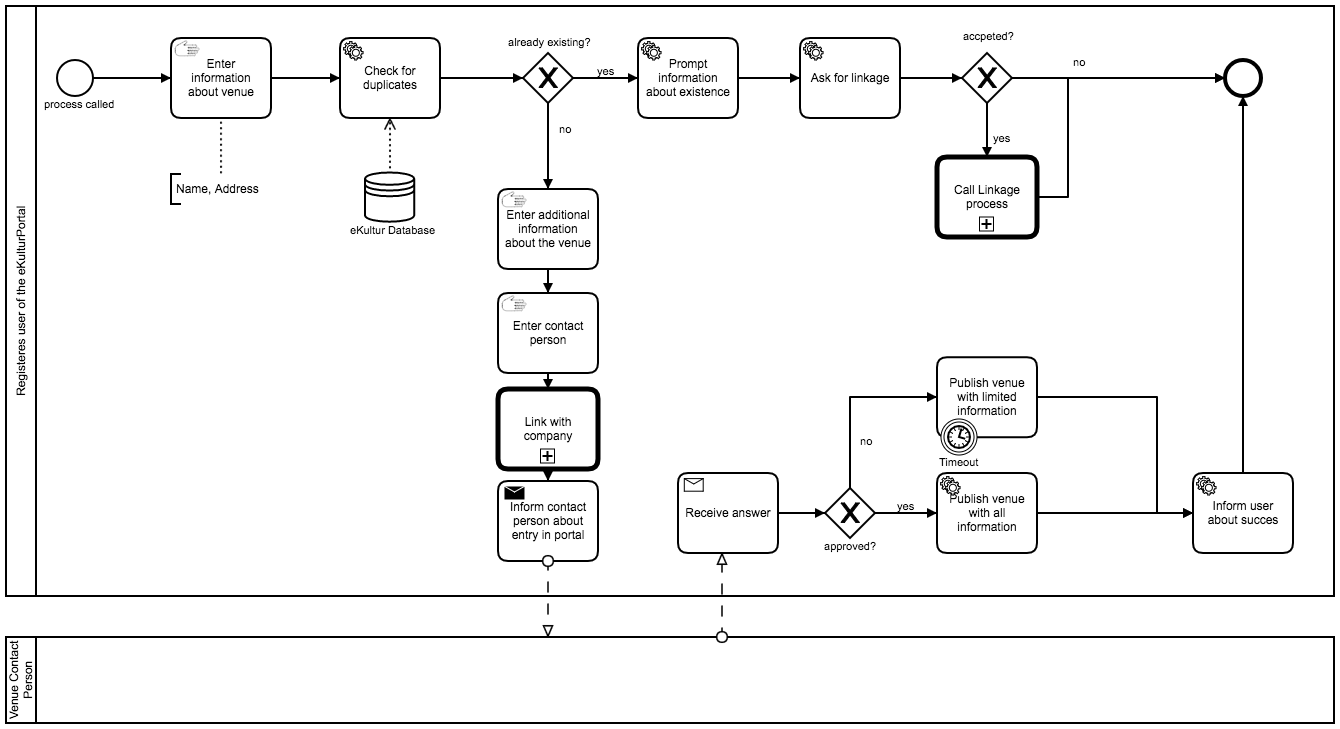 Registeres user of the eKulturPortal
process called
Enter
information
about venue
Name, Address
Check for
duplicates
eKultur Database
already existing?
yes
no
Prompt
information
about existence
Ask for linkage
accpeted?
no
yes
Call Linkage
process
Enter additional
information
about the venue
Enter contact
person
Link with
company
Inform contact
person about
entry in portal
Receive answer
approved?
no
yes
Publish venue
with limited
information
Timeout
Publish venue
with all
information
Inform user
about succes
Venue Contact
Person